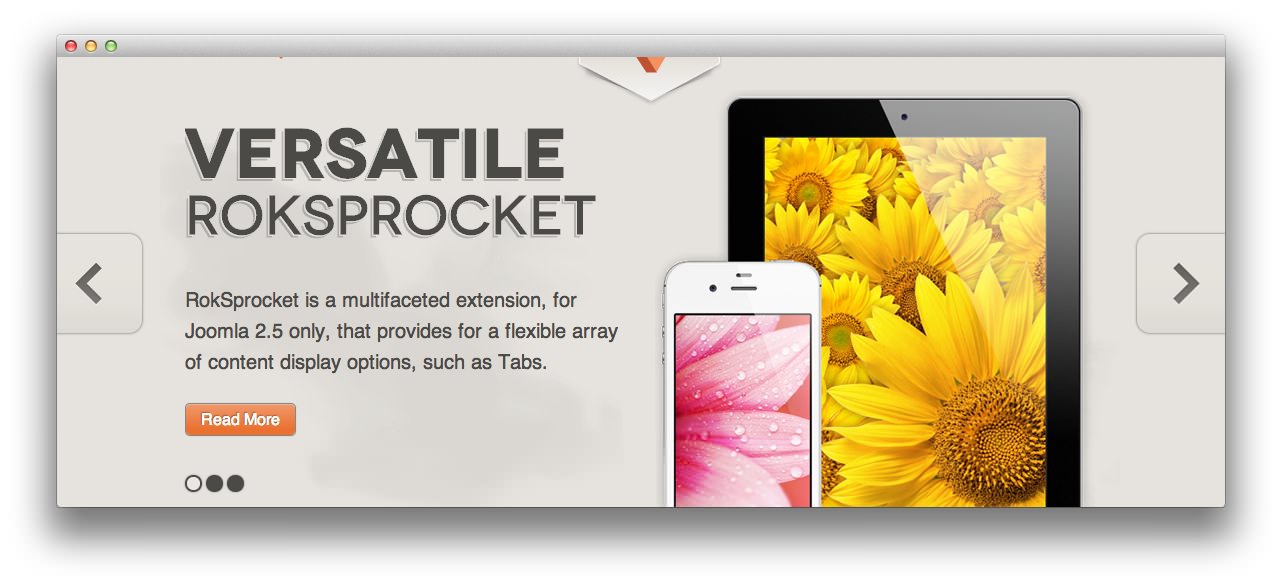 VERSATILE
ROKSPROCKET
RokSprocket is a multifaceted extension, for
Joomla 2.5 only, that provides for a flexible array
of content display options, such as Tabs.
Read More